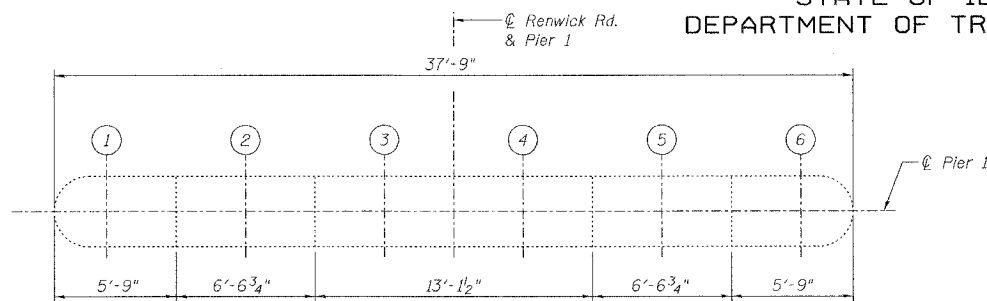 STATE OF IL
DEPARTMENT OF TR
℄ Renwick Rd.
& Pier 1
37'-9"
1 2 3 4 5 6
℄ Pier 1
5'-9" 6'-6¾" 13'-1½" 6'-6¾" 5'-9"